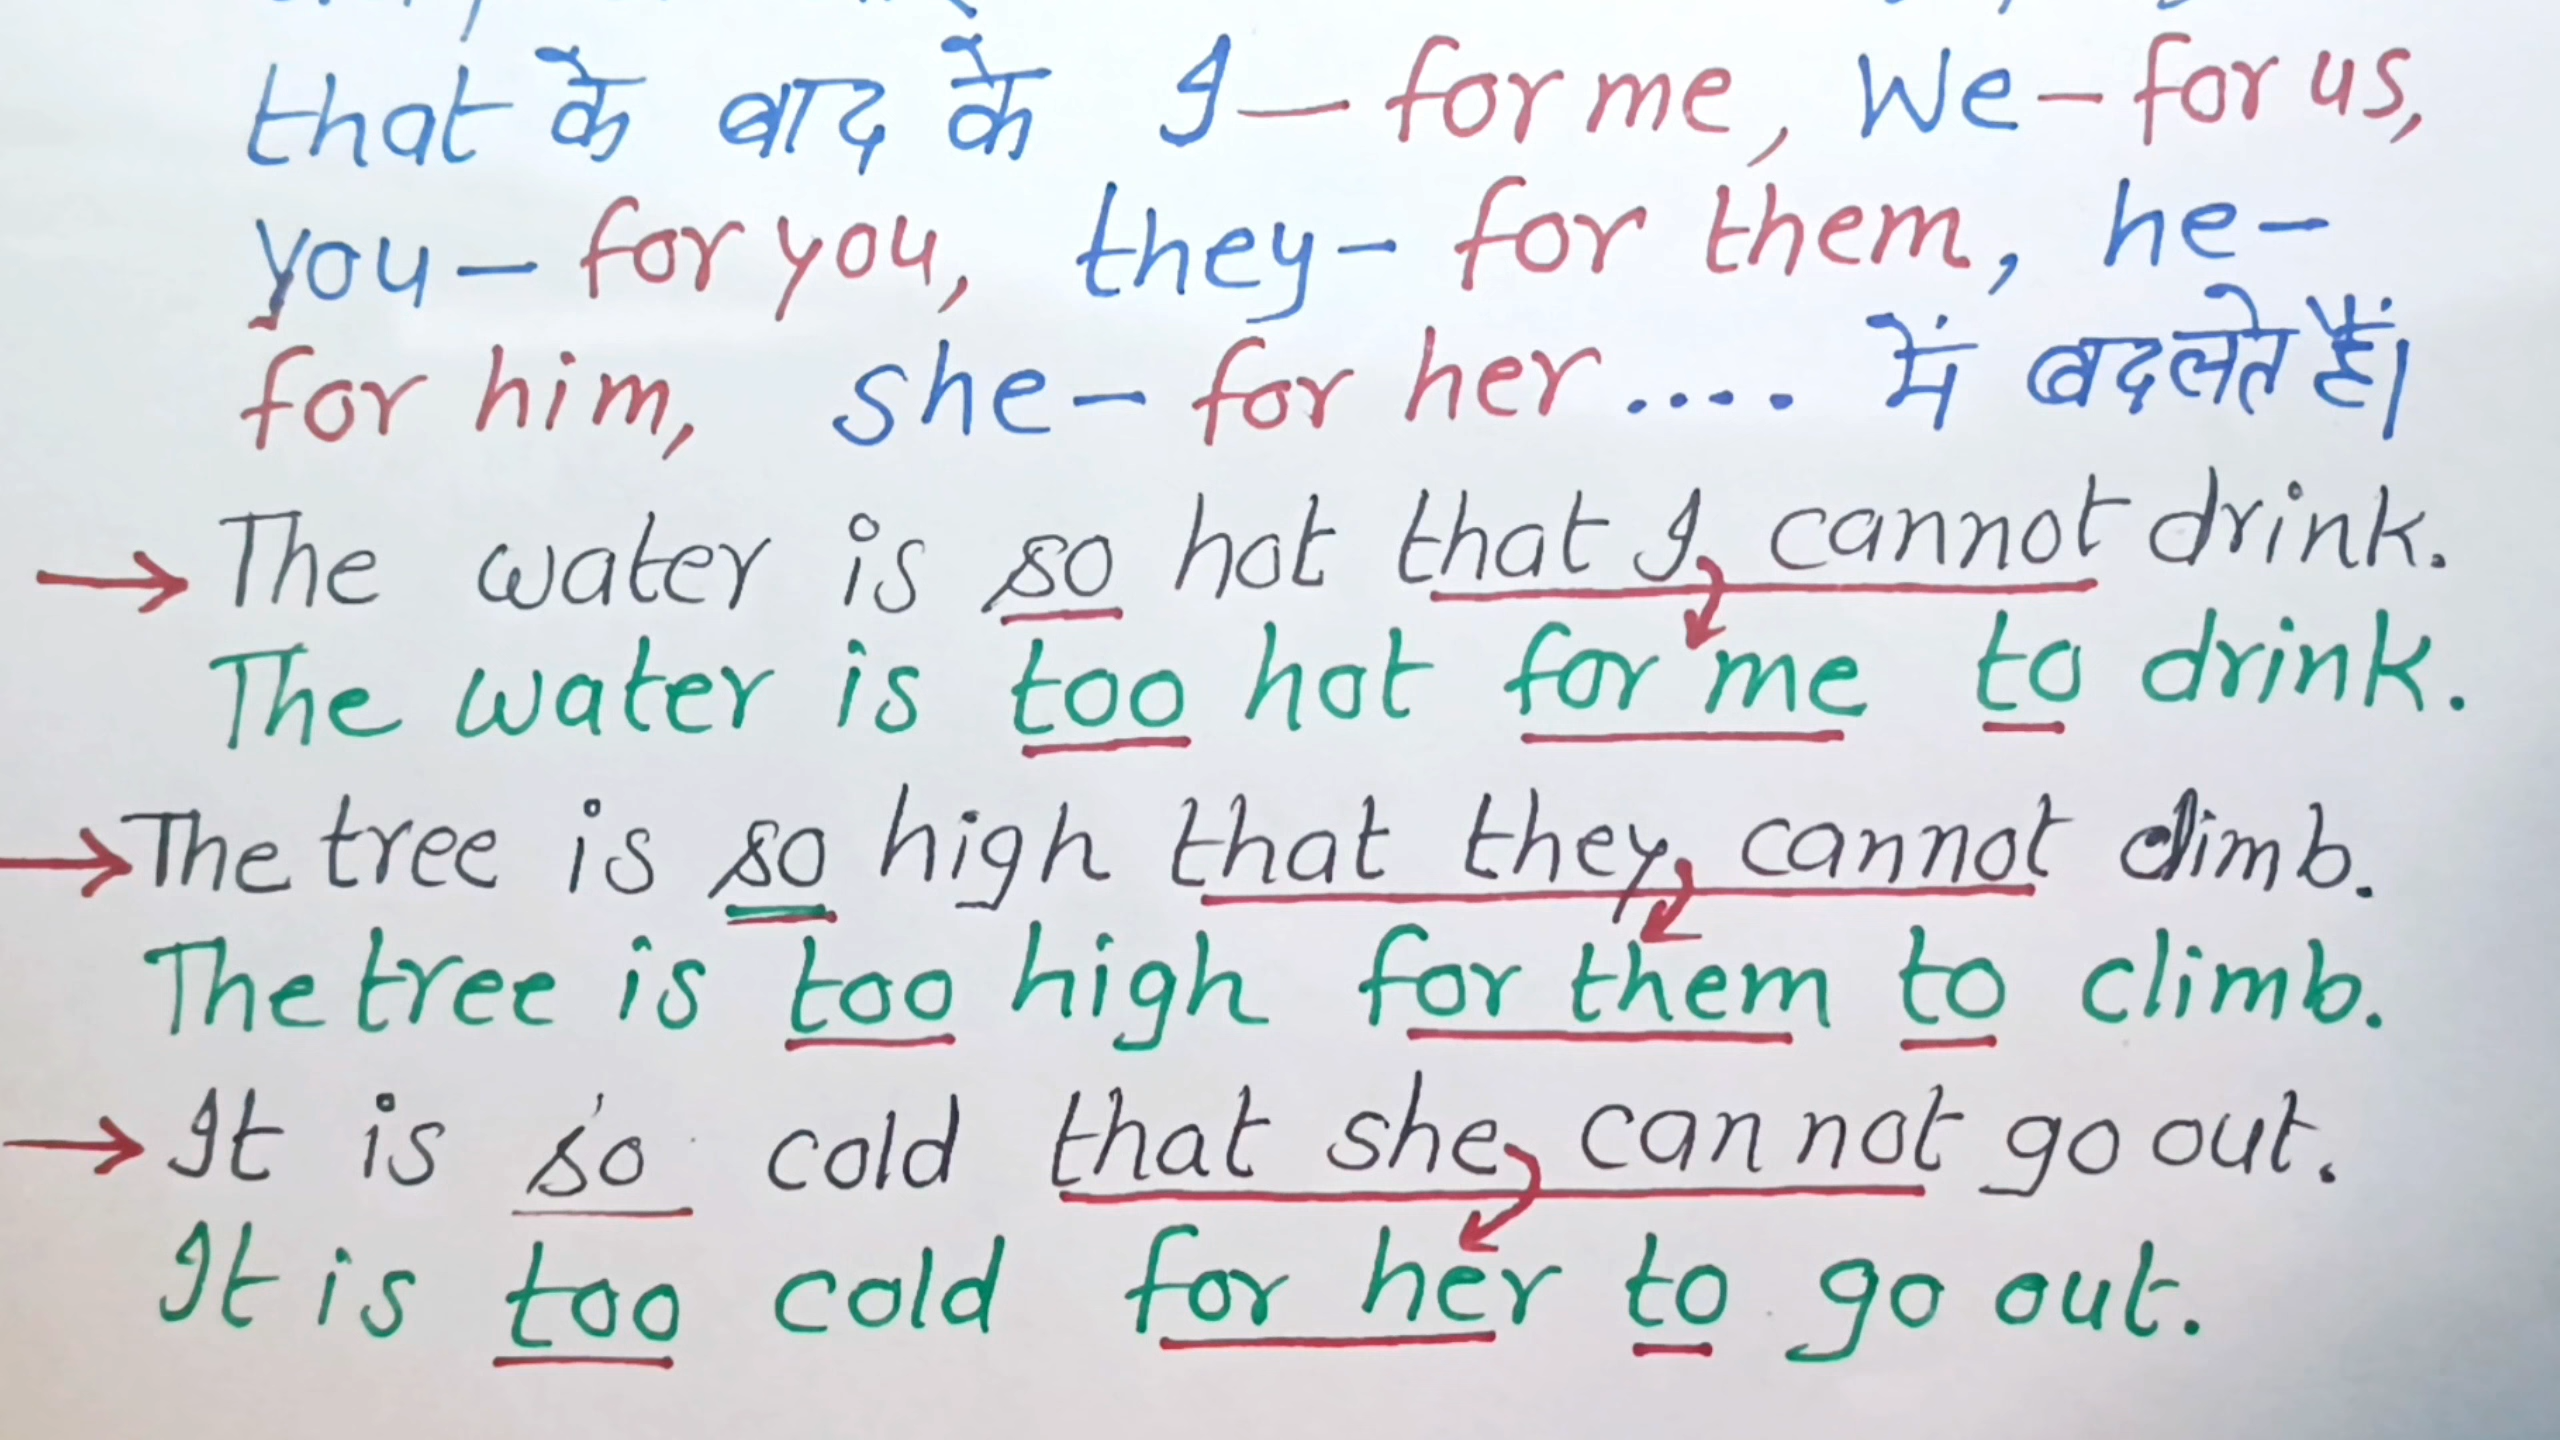 that के बाद के I — for me, We – for us,
you – for you, they – for them, he –
for him, she – for her .... में बदलते हैं।
The water is so hot that I cannot drink.
The water is too hot for me to drink.
The tree is so high that they cannot climb.
The tree is too high for them to climb.
It is so cold that she cannot go out.
It is too cold for her to go out.